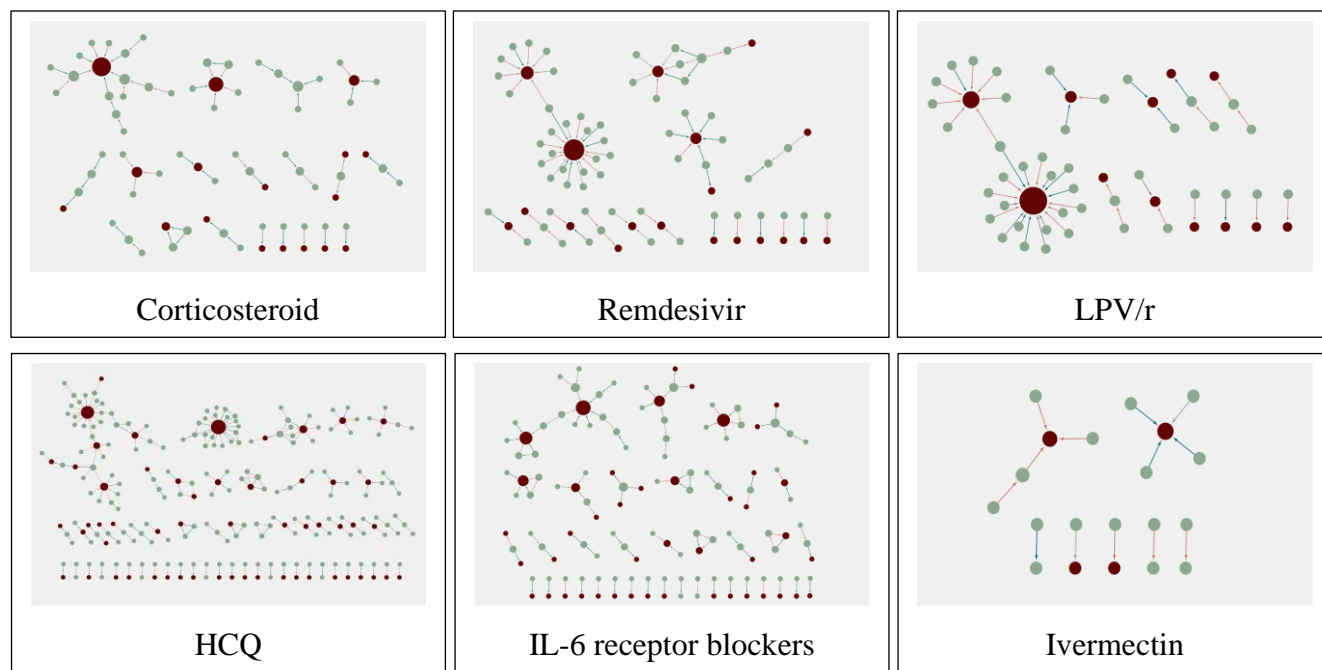 Corticosteroid
Remdesivir
LPV/r
HCQ
IL-6 receptor blockers
Ivermectin